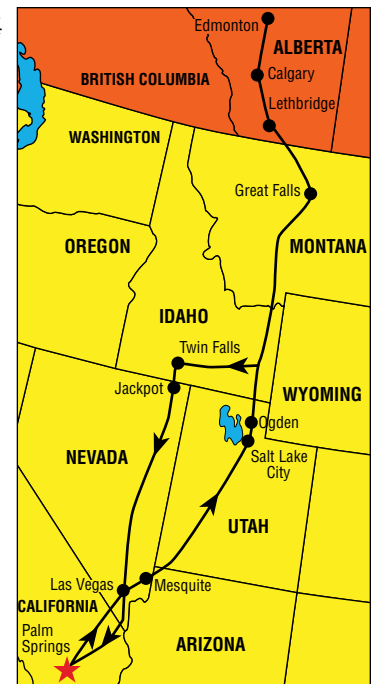 Edmonton
ALBERTA
BRITISH COLUMBIA
Calgary
Lethbridge
WASHINGTON
Great Falls
OREGON
MONTANA
IDAHO
Twin Falls
Jackpot
WYOMING
Ogden
NEVADA
Salt Lake
City
UTAH
Las Vegas
Mesquite
CALIFORNIA
Palm
Springs
ARIZONA